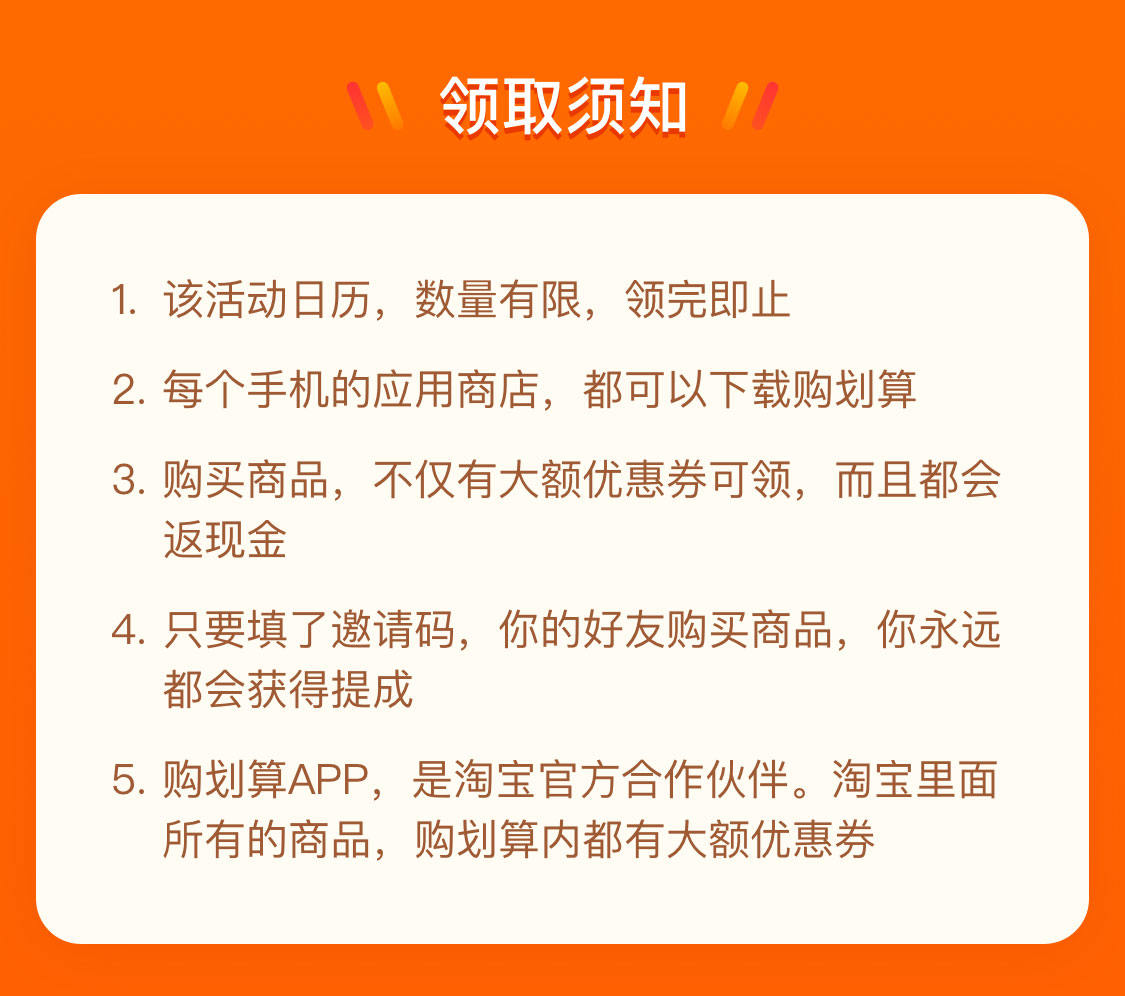 领取须知
1. 该活动日历，数量有限，领完即止
2. 每个手机的应用商店，都可以下载购划算
3. 购买商品，不仅有大额优惠券可领，而且都会
返现金
4. 只要填了邀请码，你的好友购买商品，你永远
都会获得提成
5. 购划算APP，是淘宝官方合作伙伴。淘宝里面
所有的商品，购划算内都有大额优惠券